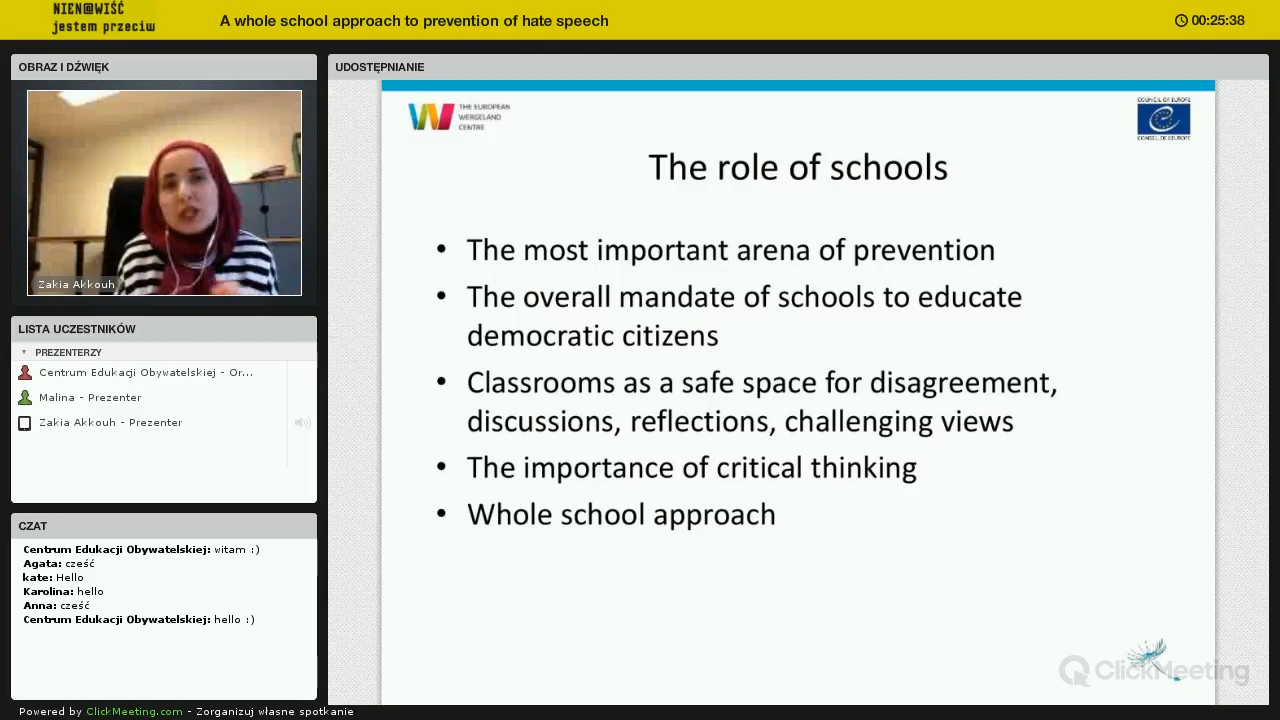 NIEN@WIŚĆ
jestem przeciw
A whole school approach to prevention of hate speech
00:25:38
OBRAZ I DŹWIĘK
Zakia Akkouh
LISTA UCZESTNIKÓW
PREZENTERZY
Centrum Edukacji Obywatelskiej - Or...
Malina - Prezenter
Zakia Akkouh - Prezenter
CZAT
Centrum Edukacji Obywatelskiej: witam :)
Agata: cześć
kate: Hello
Karolina: hello
Anna: cześć
Centrum Edukacji Obywatelskiej: hello :)
UDOSTĘPNIANIE
THE EUROPEAN
WERGELAND
CENTRE
COUNCIL OF EUROPE
CONSEIL DE L'EUROPE
The role of schools
• The most important arena of prevention
• The overall mandate of schools to educate
democratic citizens
• Classrooms as a safe space for disagreement,
discussions, reflections, challenging views
• The importance of critical thinking
• Whole school approach
ClickMeeting
Powered by ClickMeeting.com - Zorganizuj własne spotkanie